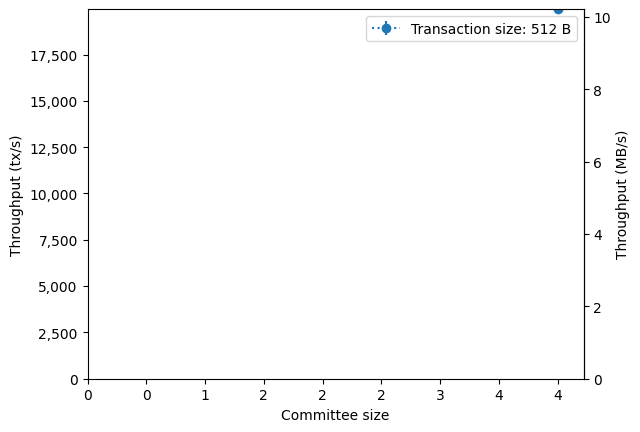 Transaction size: 512 B
Throughput (tx/s)
17,500
15,000
12,500
10,000
7,500
5,000
2,500
0
10
8
6
4
2
0
Throughput (MB/s)
0 0 1 2 2 2 3 4 4
Committee size